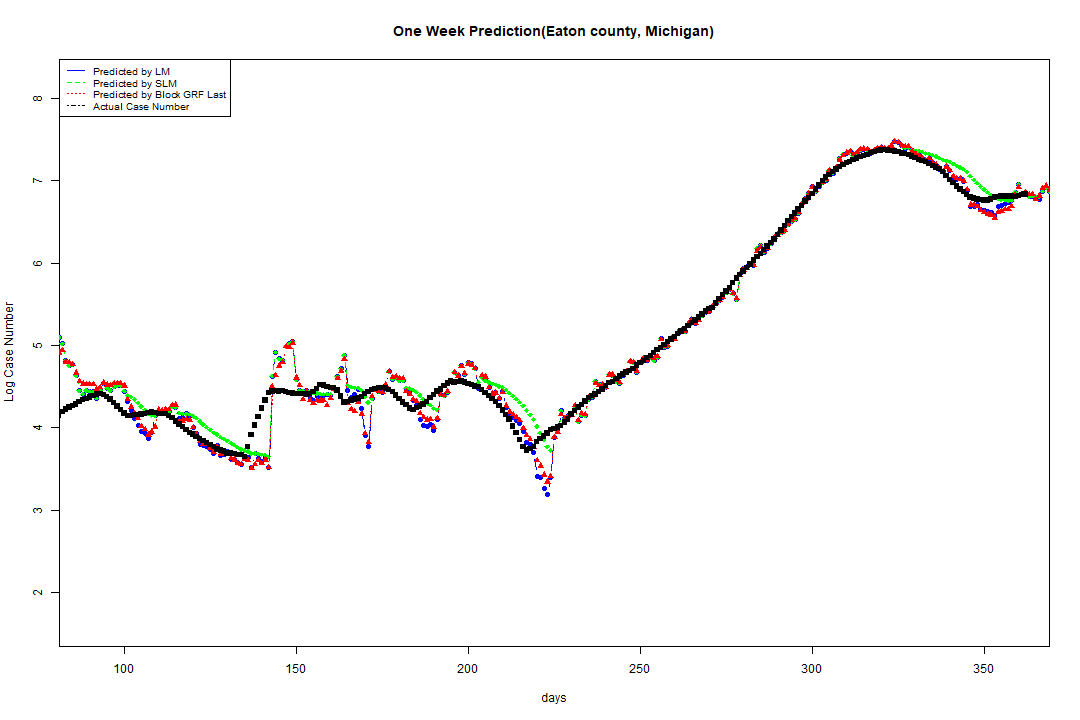 One Week Prediction(Eaton county, Michigan)
Predicted by LM
Predicted by SLM
Predicted by Block GRF Last
Actual Case Number
8
7
6
5
4
3
2
Log Case Number
100 150 200 250 300 350
days